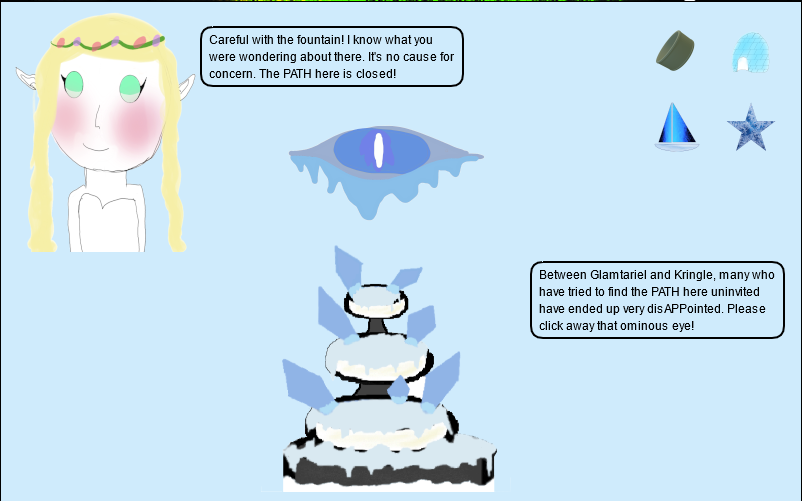 Careful with the fountain! I know what you
were wondering about there. It's no cause for
concern. The PATH here is closed!
Between Glamtariel and Kringle, many who
have tried to find the PATH here uninvited
have ended up very disAPPointed. Please
click away that ominous eye!